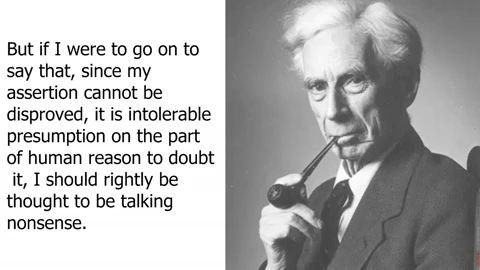 But if I were to go on to
say that, since my
assertion cannot be
disproved, it is intolerable
presumption on the part
of human reason to doubt
it, I should rightly be
thought to be talking
nonsense.